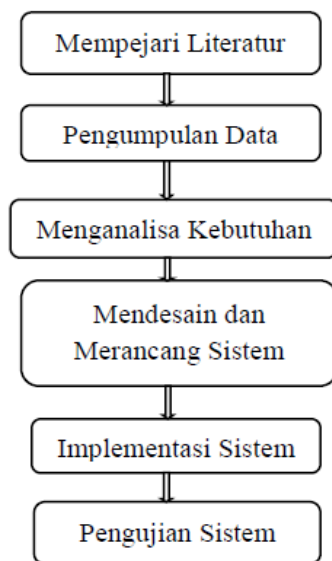 Mempejari Literatur
Pengumpulan Data
Menganalisa Kebutuhan
Mendesain dan
Merancang Sistem
Implementasi Sistem
Pengujian Sistem